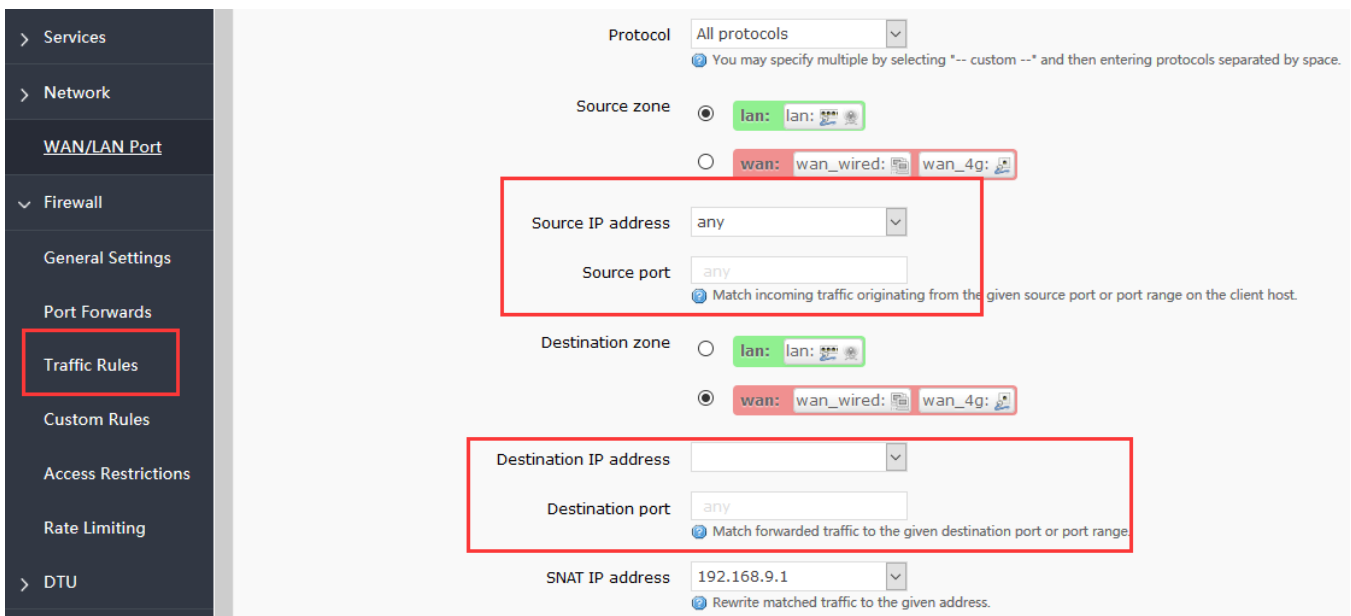 Services
Network
WAN/LAN Port
Firewall
General Settings
Port Forwards
Traffic Rules
Custom Rules
Access Restrictions
Rate Limiting
DTU
Protocol All protocols
You may specify multiple by selecting "-- custom --" and then entering protocols separated by space.
Source zone lan: lan:
wan: wan_wired: wan_4g:
Source IP address any
Source port any
Match incoming traffic originating from the given source port or port range on the client host.
Destination zone lan: lan:
wan: wan_wired: wan_4g:
Destination IP address
Destination port any
Match forwarded traffic to the given destination port or port range.
SNAT IP address 192.168.9.1
Rewrite matched traffic to the given address.